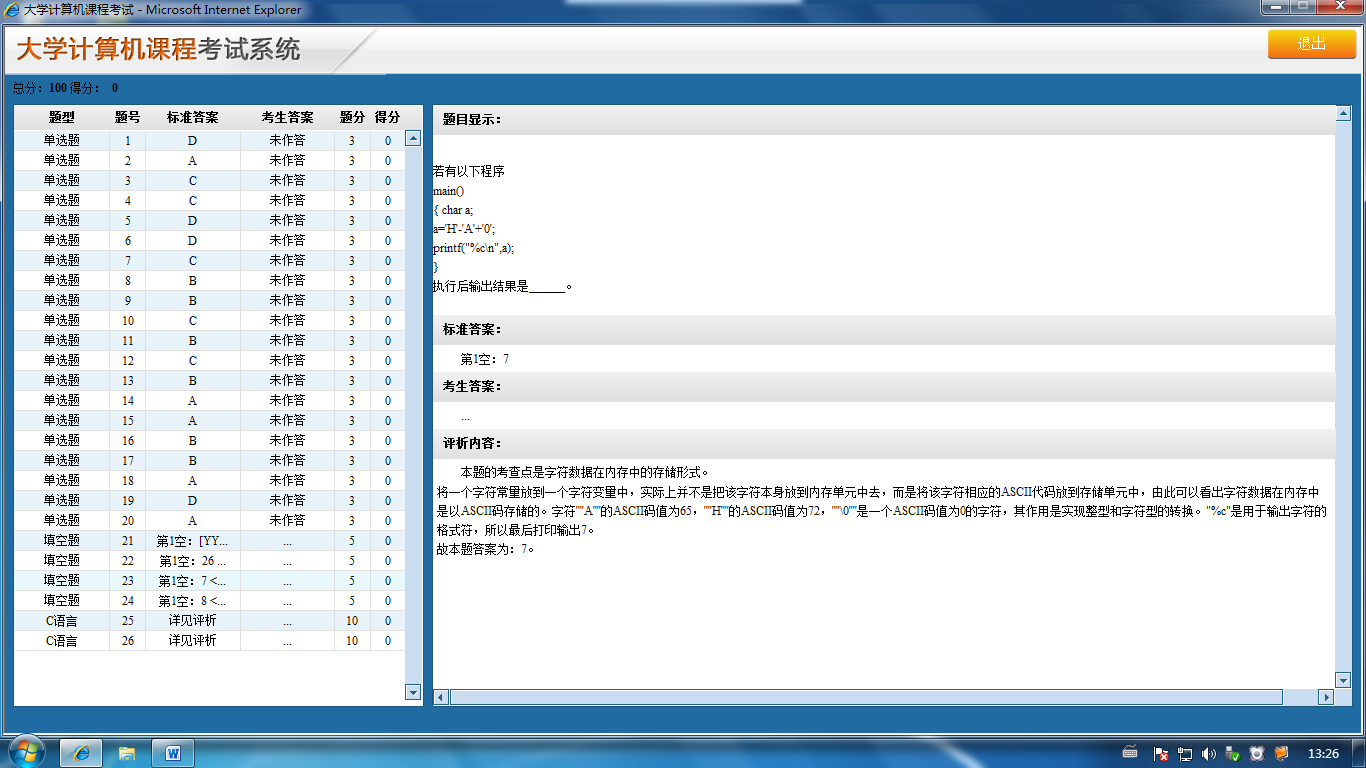 大学计算机课程考试 - Microsoft Internet Explorer
大学计算机课程考试系统
退出
总分：100 得分： 0
题型 题号 标准答案 考生答案 题分 得分
单选题 1 D 未作答 3 0
单选题 2 A 未作答 3 0
单选题 3 C 未作答 3 0
单选题 4 C 未作答 3 0
单选题 5 D 未作答 3 0
单选题 6 D 未作答 3 0
单选题 7 C 未作答 3 0
单选题 8 B 未作答 3 0
单选题 9 B 未作答 3 0
单选题 10 C 未作答 3 0
单选题 11 B 未作答 3 0
单选题 12 C 未作答 3 0
单选题 13 B 未作答 3 0
单选题 14 A 未作答 3 0
单选题 15 A 未作答 3 0
单选题 16 B 未作答 3 0
单选题 17 B 未作答 3 0
单选题 18 A 未作答 3 0
单选题 19 D 未作答 3 0
单选题 20 A 未作答 3 0
填空题 21 第1空：[YY... ... 5 0
填空题 22 第1空：26 ... ... 5 0
填空题 23 第1空：7 <... ... 5 0
填空题 24 第1空：8 <... ... 5 0
C语言 25 详见评析 ... 10 0
C语言 26 详见评析 ... 10 0
题目显示：
若有以下程序
main()
{ char a;
a='H'-'A'+'0';
printf("%c\n",a);
}
执行后输出结果是______。
标准答案：
第1空：7
考生答案：
...
评析内容：
本题的考查点是字符数据在内存中的存储形式。
将一个字符常量放到一个字符变量中，实际上并不是把该字符本身放到内存单元中去，而是将该字符相应的ASCII代码放到存储单元中，由此可以看出字符数据在内存中
是以ASCII码存储的。字符""A""的ASCII码值为65，""H""的ASCII码值为72，""\0""是一个ASCII码值为0的字符，其作用是实现整型和字符型的转换。"%c"是用于输出字符的
格式符，所以最后打印输出7。
故本题答案为：7。
13:26